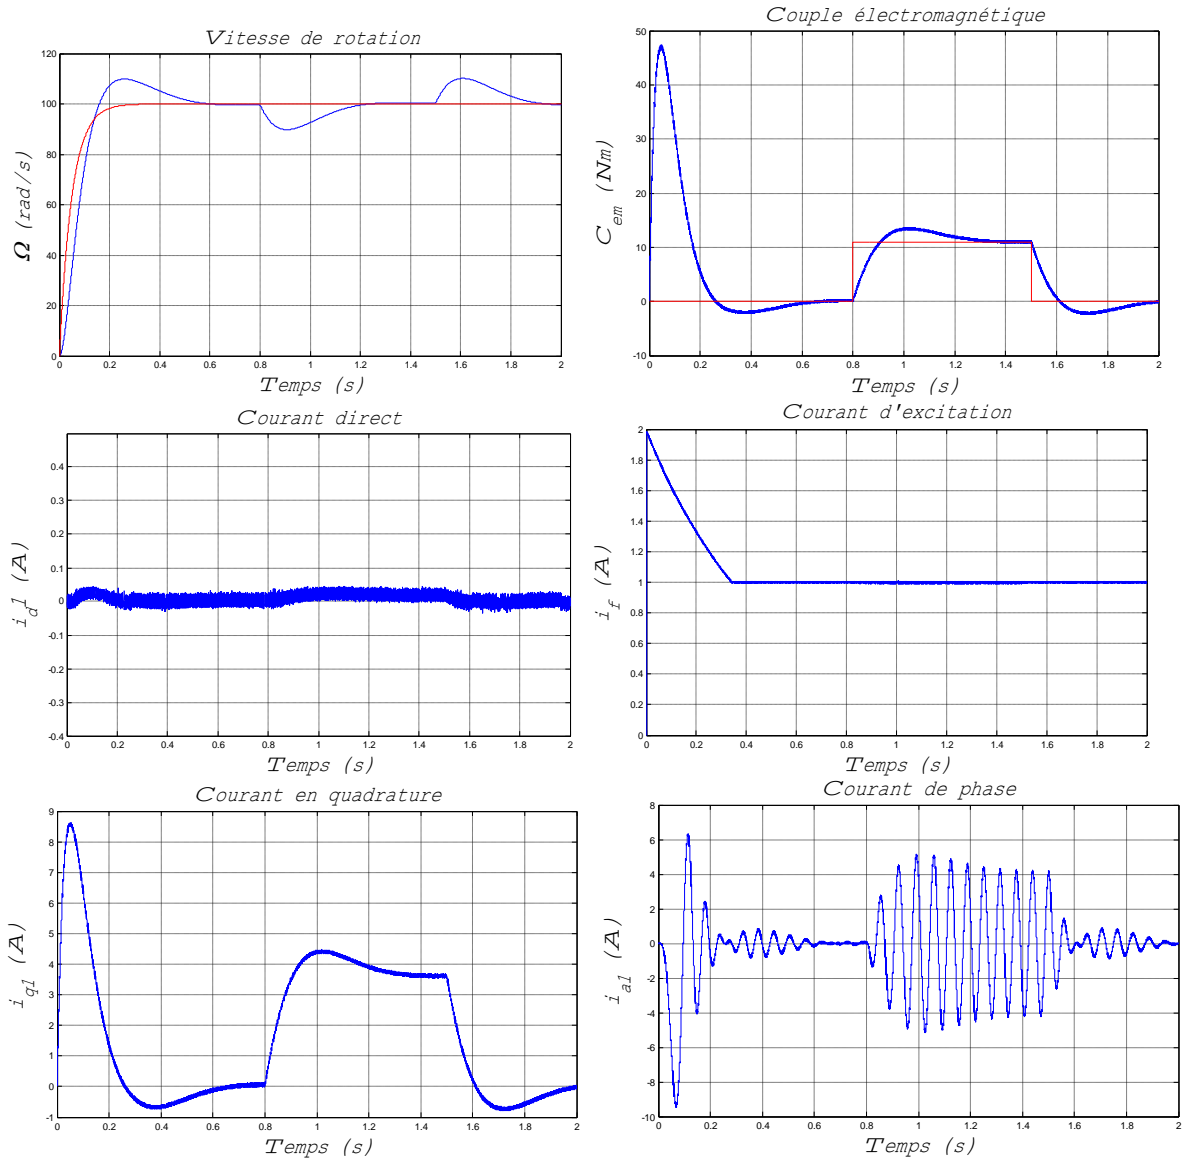 Vitesse de rotation
120
100
80
60
40
20
0
Ω (rad/s)
0 0.2 0.4 0.6 0.8 1 1.2 1.4 1.6 1.8 2
Temps (s)
Couple électromagnétique
50
40
30
20
10
0
-10
C em (Nm)
0 0.2 0.4 0.6 0.8 1 1.2 1.4 1.6 1.8 2
Temps (s)
Courant direct
0.4
0.3
0.2
0.1
0
-0.1
-0.2
-0.3
-0.4
i d1 (A)
0 0.2 0.4 0.6 0.8 1 1.2 1.4 1.6 1.8 2
Temps (s)
Courant d'excitation
2
1.8
1.6
1.4
1.2
1
0.8
0.6
0.4
0.2
0
i f (A)
0 0.2 0.4 0.6 0.8 1 1.2 1.4 1.6 1.8 2
Temps (s)
Courant en quadrature
9
8
7
6
5
4
3
2
1
0
-1
i q1 (A)
0 0.2 0.4 0.6 0.8 1 1.2 1.4 1.6 1.8 2
Temps (s)
Courant de phase
8
6
4
2
0
-2
-4
-6
-8
-10
i a1 (A)
0 0.2 0.4 0.6 0.8 1 1.2 1.4 1.6 1.8 2
Temps (s)